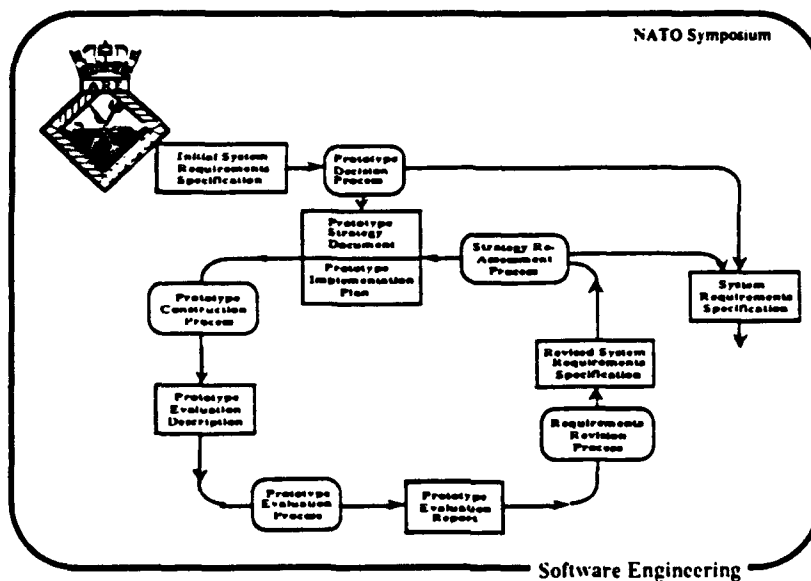 NATO Symposium
ARE
Initial System
Requirements
Specification
Prototype
Decision
Process
Prototype
Strategy
Document
Prototype
Implementation
Plan
Strategy Re-
Assessment
Process
System
Requirements
Specification
Prototype
Construction
Process
Revised System
Requirements
Specification
Prototype
Evaluation
Description
Requirements
Revision
Process
Prototype
Evaluation
Process
Prototype
Evaluation
Report
Software Engineering